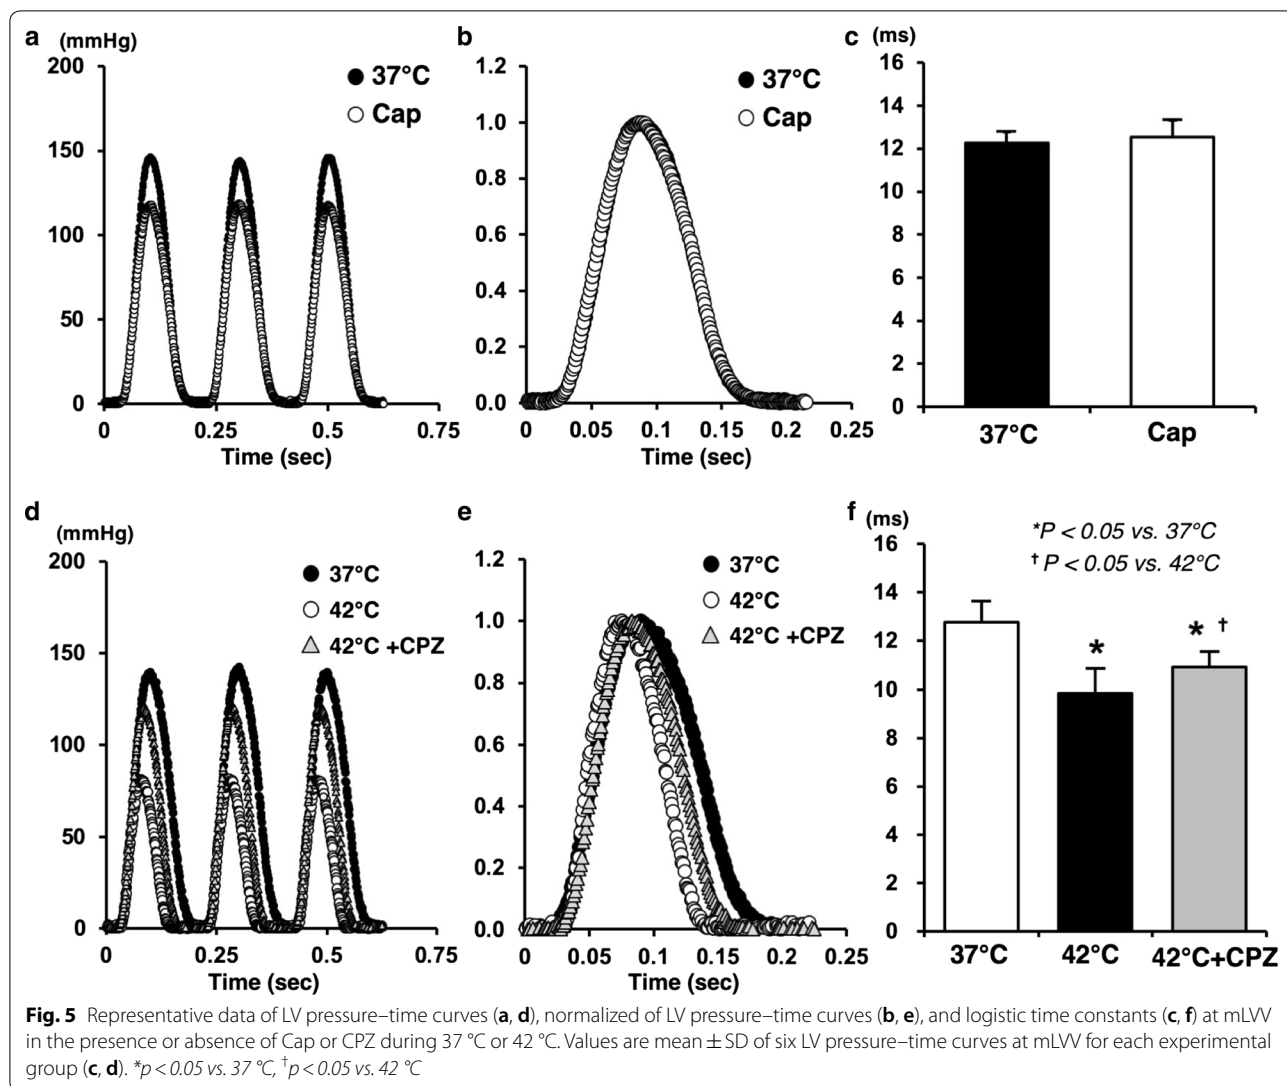 a (mmHg)
200
150
100
50
0
0 0.25 0.5 0.75
Time (sec)
37°C
Cap
b
1.2
1.0
0.8
0.6
0.4
0.2
0.0
0 0.05 0.1 0.15 0.2 0.25
Time (sec)
37°C
Cap
c (ms)
16
14
12
10
8
6
4
2
0
37°C Cap
d (mmHg)
200
150
100
50
0
0 0.25 0.5 0.75
Time (sec)
37°C
42°C
42°C +CPZ
e
1.2
1.0
0.8
0.6
0.4
0.2
0.0
0 0.05 0.1 0.15 0.2 0.25
Time (sec)
37°C
42°C
42°C +CPZ
f (ms)
*P < 0.05 vs. 37°C
† P < 0.05 vs. 42°C
16
14
12
10
8
6
4
2
0
*
* †
37°C 42°C 42°C+CPZ
Fig. 5 Representative data of LV pressure–time curves (a, d), normalized of LV pressure–time curves (b, e), and logistic time constants (c, f) at mLVV
in the presence or absence of Cap or CPZ during 37 °C or 42 °C. Values are mean ± SD of six LV pressure–time curves at mLVV for each experimental
group (c, d). *p < 0.05 vs. 37 °C, †p < 0.05 vs. 42 °C